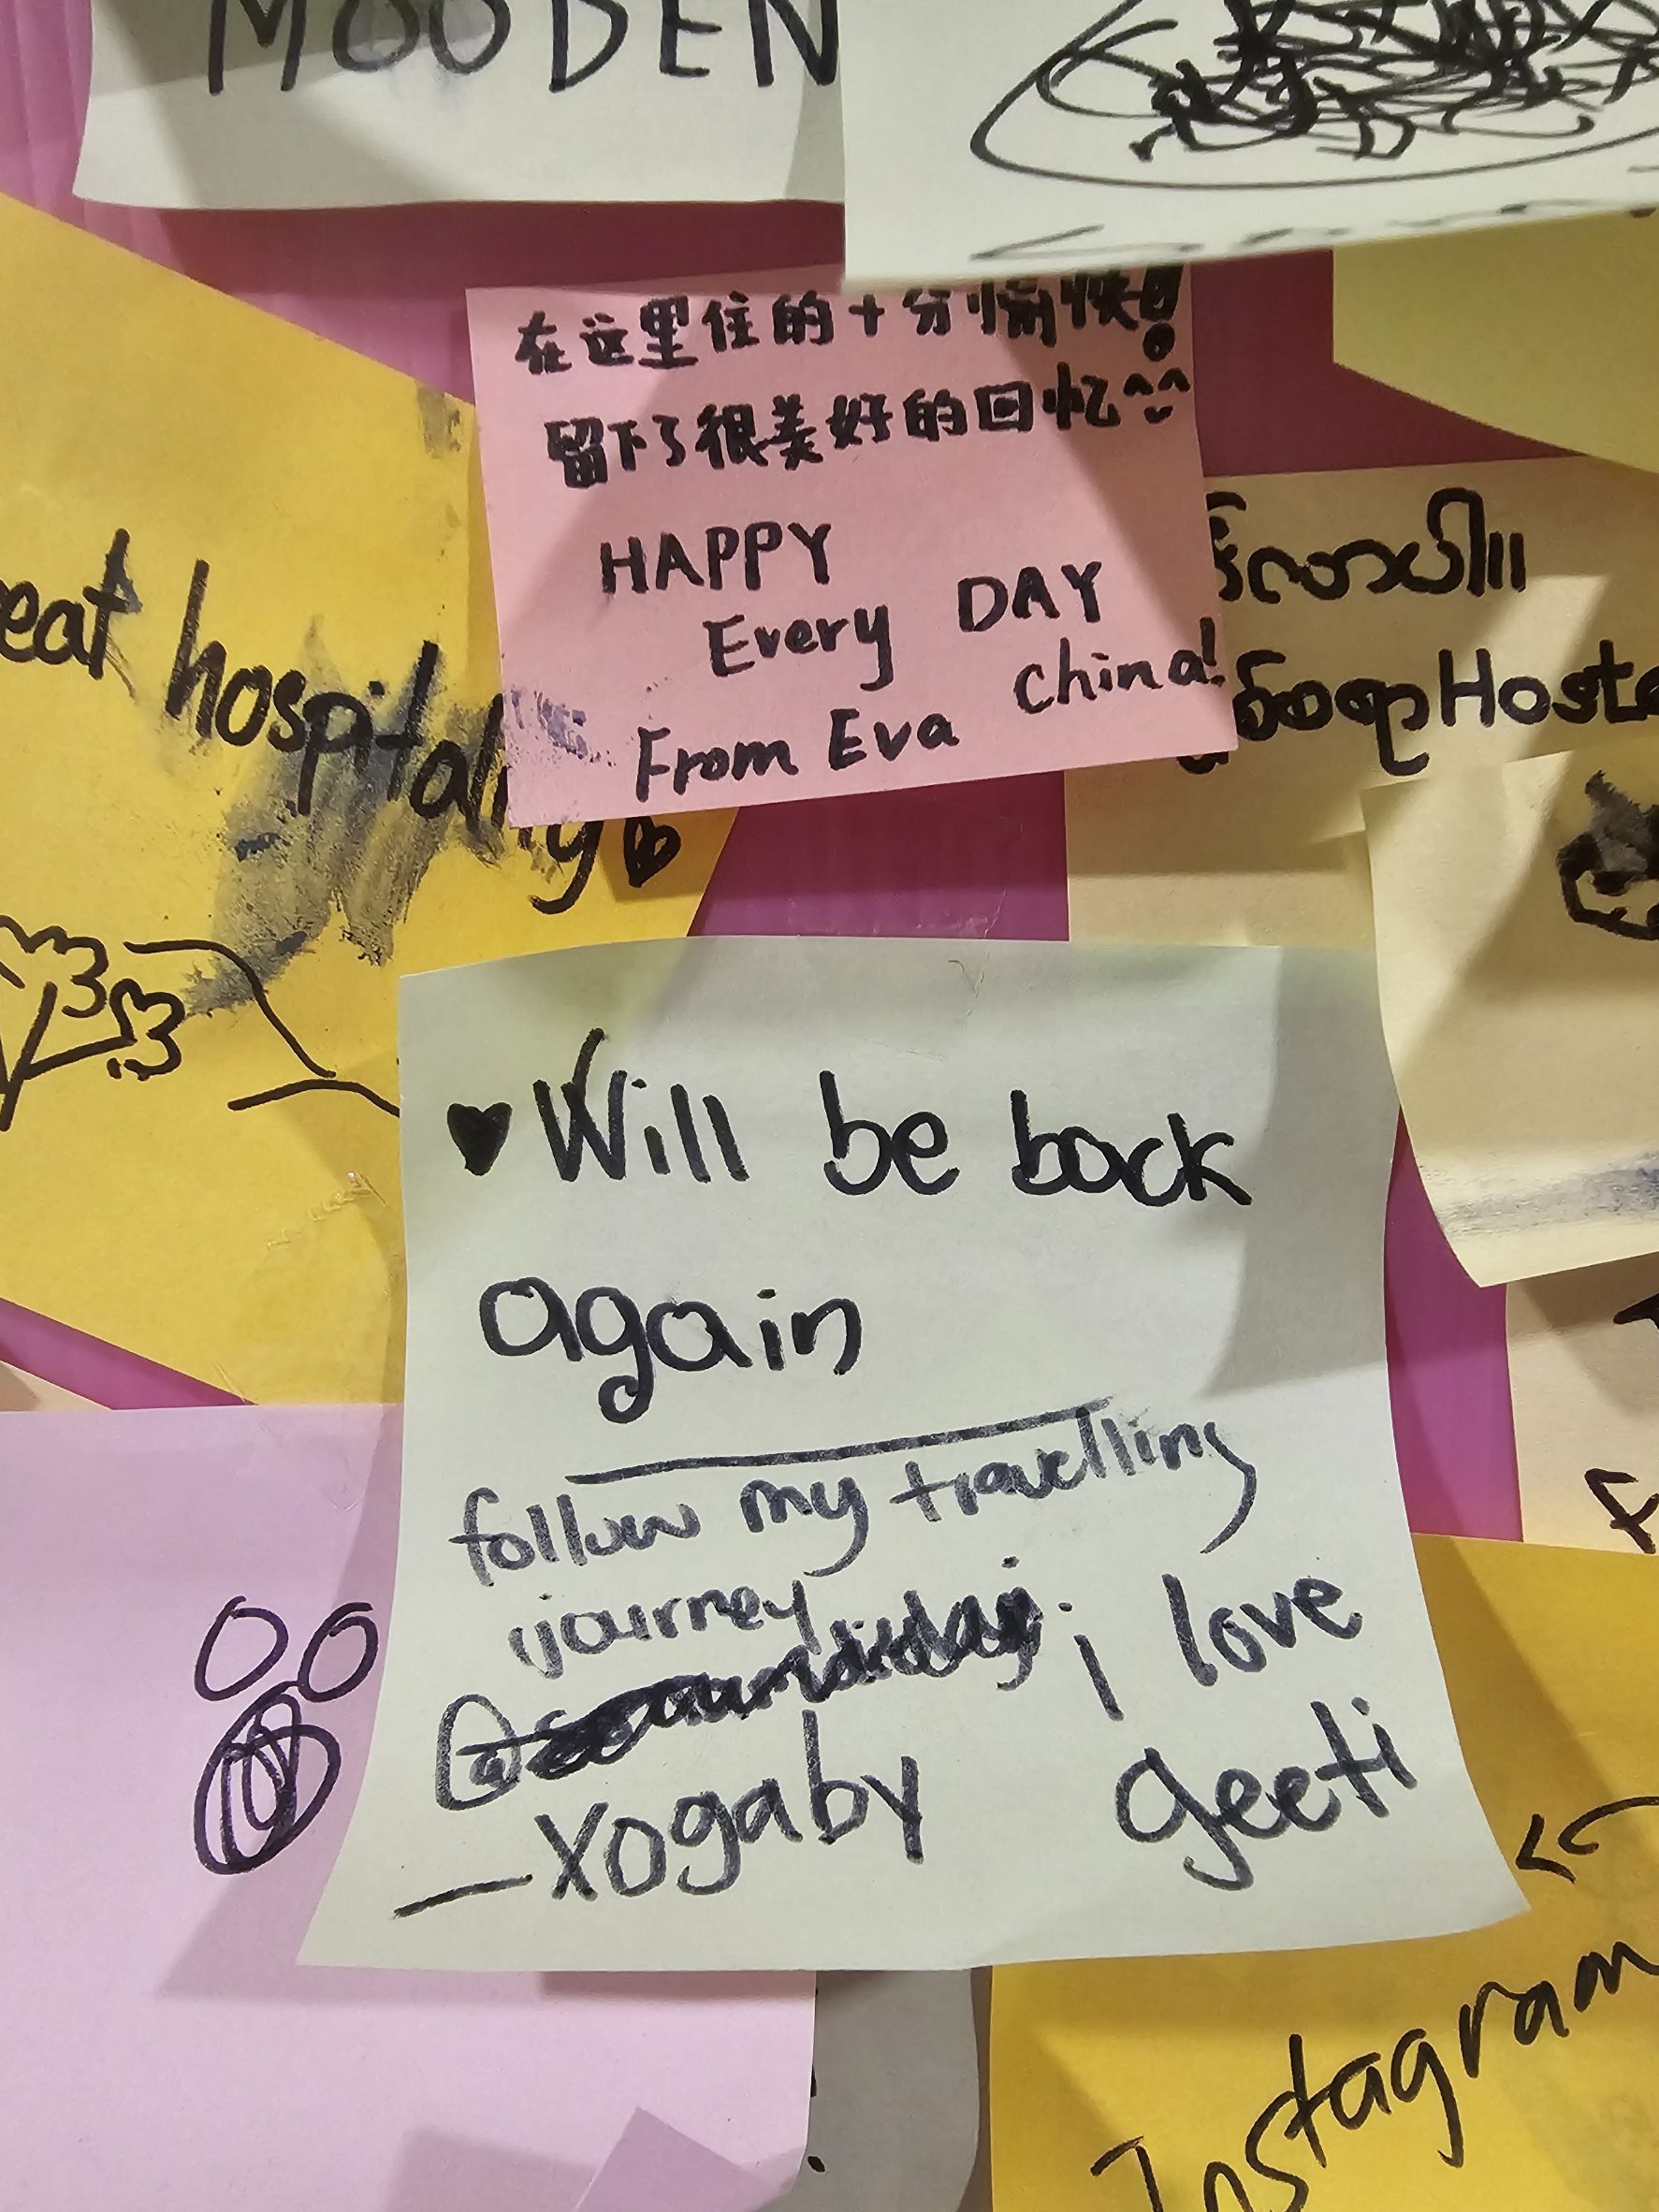 MOODEN
在这里住的十分愉快!
留下了很美好的回忆^^
HAPPY
Every DAY
China!
From Eva
hospitality
Hoste
♥ Will be back
again
follow my travelling
journey
i love
geeti
—Xogaby
Instagram